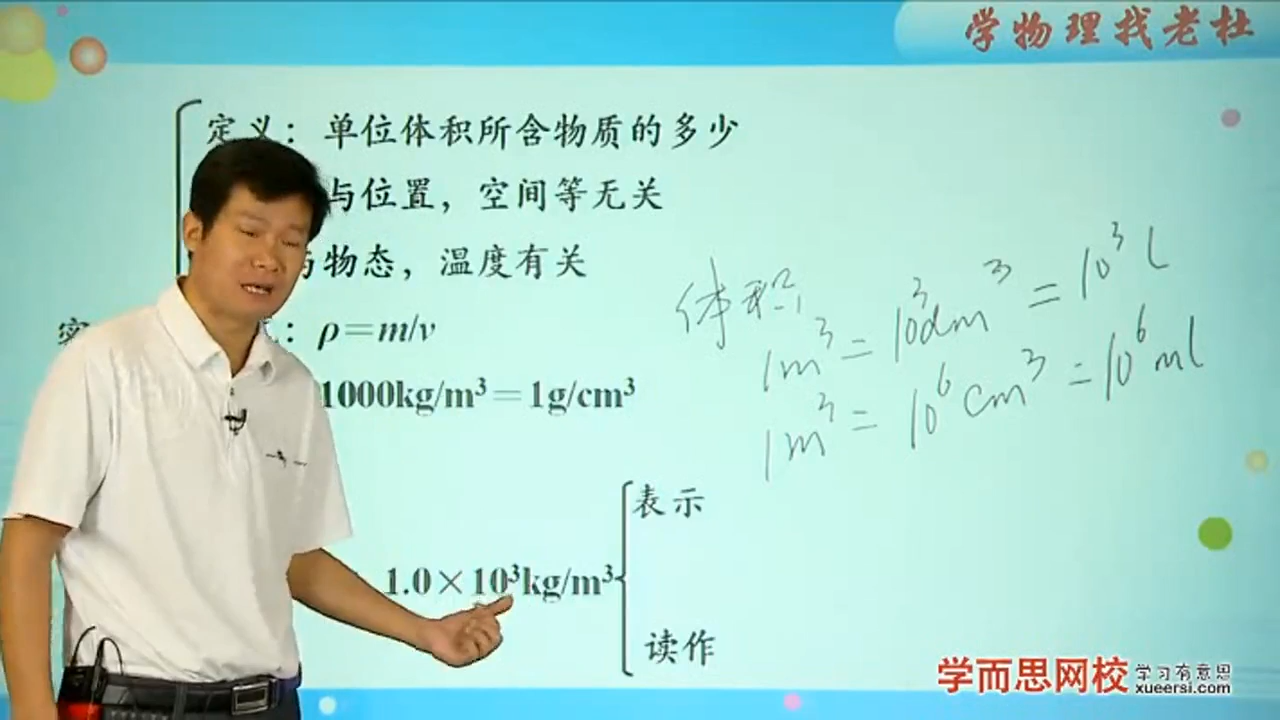 学物理找老杜
定义：单位体积所含物质的多少
与位置，空间等无关
物态，温度有关
：ρ=m/v
1000kg/m³=1g/cm³
体积
1m³=10³dm³=10³l
1m³=10⁶cm³=10⁶ml
表示
1.0×10³kg/m³
读作
学而思网校 学习有意思
xueersi.com